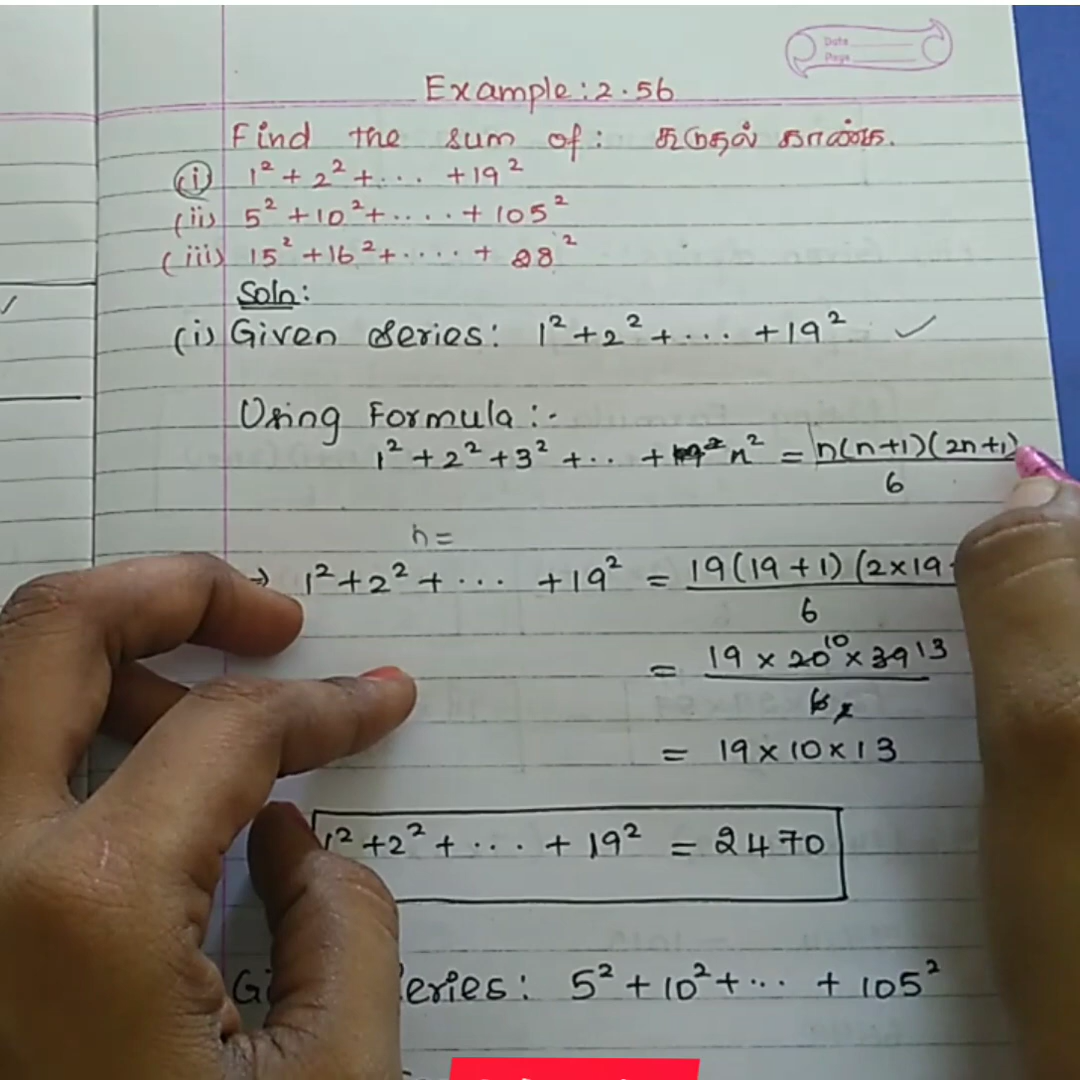 Date
Page
Example: 2.56
Find the sum of: கூடுதல் காண்க.
(i) 1² + 2² + ... + 19²
(ii) 5² + 10² + .... + 105²
(iii) 15² + 16² + .... + 28²
Soln:
(i) Given Series: 1² + 2² + ... + 19² ✓
Using Formula :-
1² + 2² + 3² + ... + n² = n(n+1)(2n+1)
6
n =
⇒ 1² + 2² + ... + 19² = 19(19+1)(2×19
6
= 19 × 20 10 × 39 13
6 2
= 19 × 10 × 13
1² + 2² + ... + 19² = 2470
eries: 5² + 10² + ... + 105²